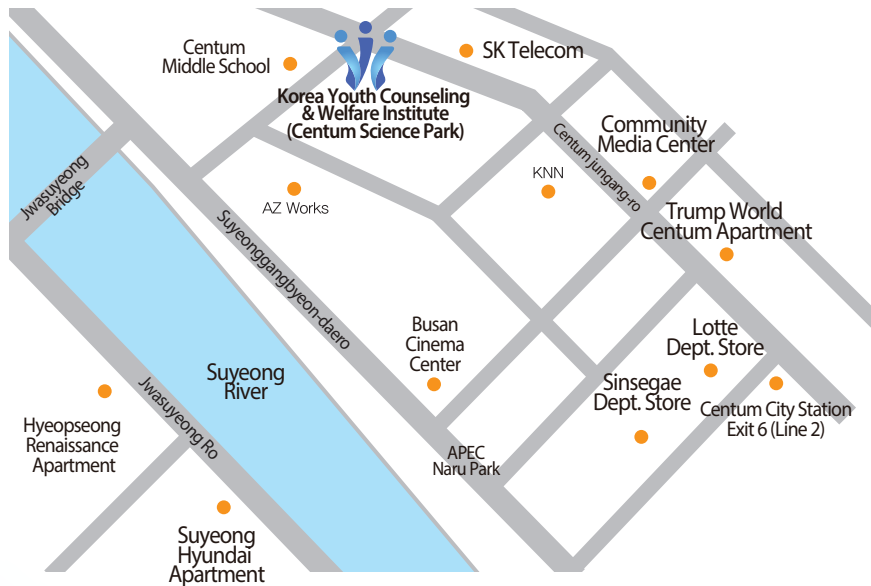 Centum
Middle School
SK Telecom
Korea Youth Counseling
& Welfare Institute
(Centum Science Park)
Community
Media Center
Centum jungang-ro
KNN
Jwasuyeong
Bridge
AZ Works
Trump World
Centum Apartment
Suyeonggangbyeon-daero
Busan
Cinema
Center
Lotte
Dept. Store
Suyeong
River
Sinsegae
Dept. Store
Centum City Station
Exit 6 (Line 2)
Jwasuyeong Ro
Hyeopseong
Renaissance
Apartment
APEC
Naru Park
Suyeong
Hyundai
Apartment